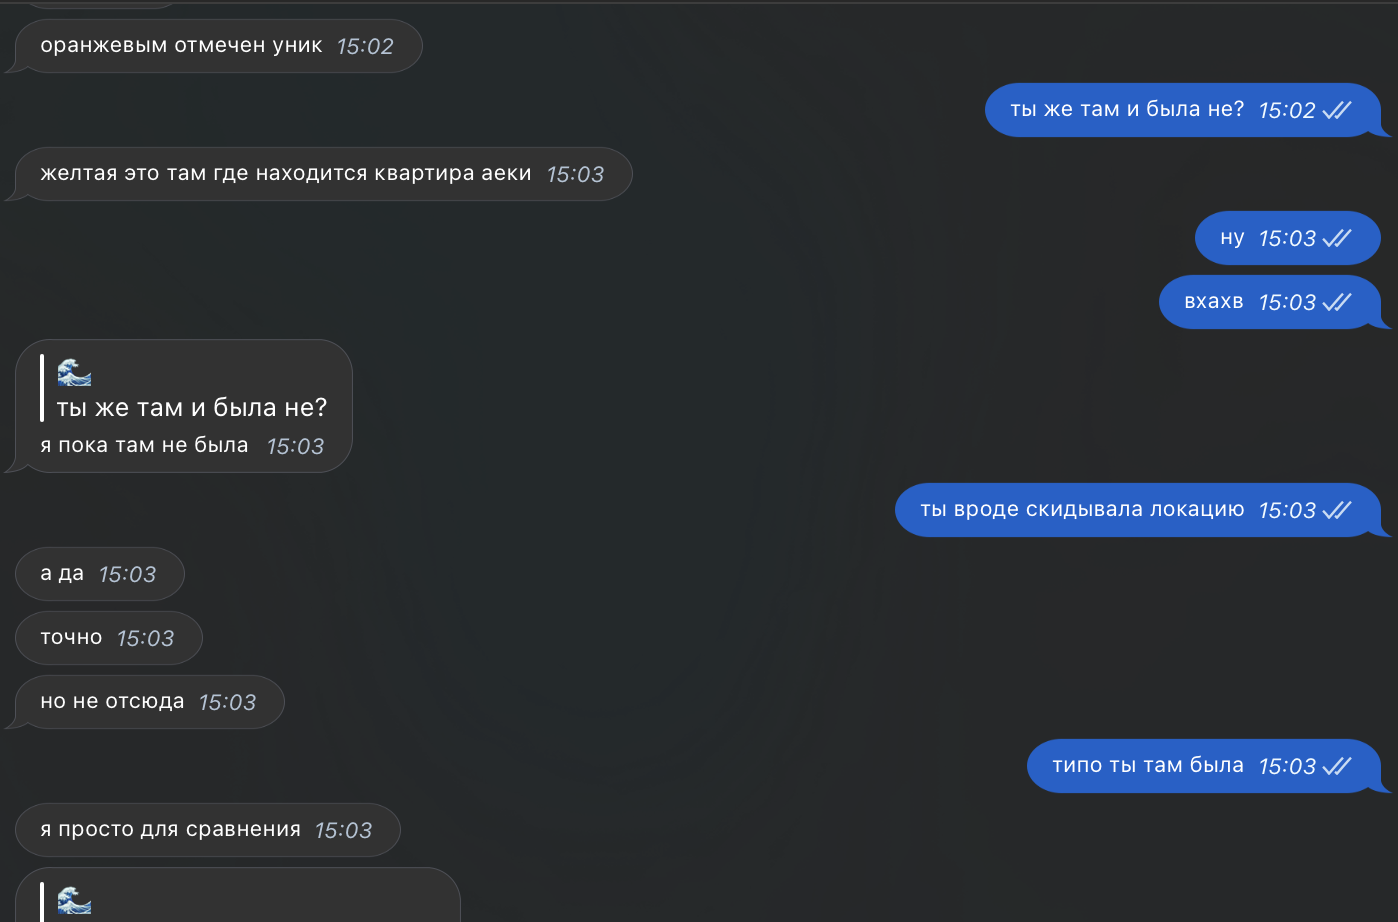 оранжевым отмечен уник 15:02
ты же там и была не? 15:02
желтая это там где находится квартира аеки 15:03
ну 15:03
вхахв 15:03
🌊
ты же там и была не?
я пока там не была 15:03
ты вроде скидывала локацию 15:03
а да 15:03
точно 15:03
но не отсюда 15:03
типо ты там была 15:03
я просто для сравнения 15:03
🌊